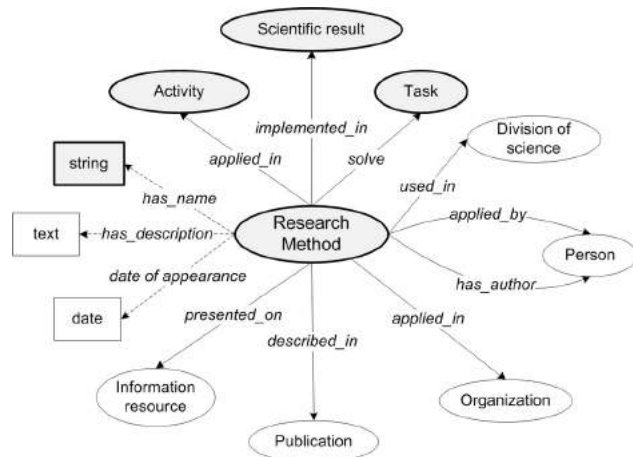 Scientific result
Activity
Task
implemented_in
Division of
science
applied_in
solve
string
used_in
has_name
Research
Method
applied_by
text
has_description
Person
date of appearance
has_author
date
presented_on
applied_in
described_in
Information
resource
Organization
Publication